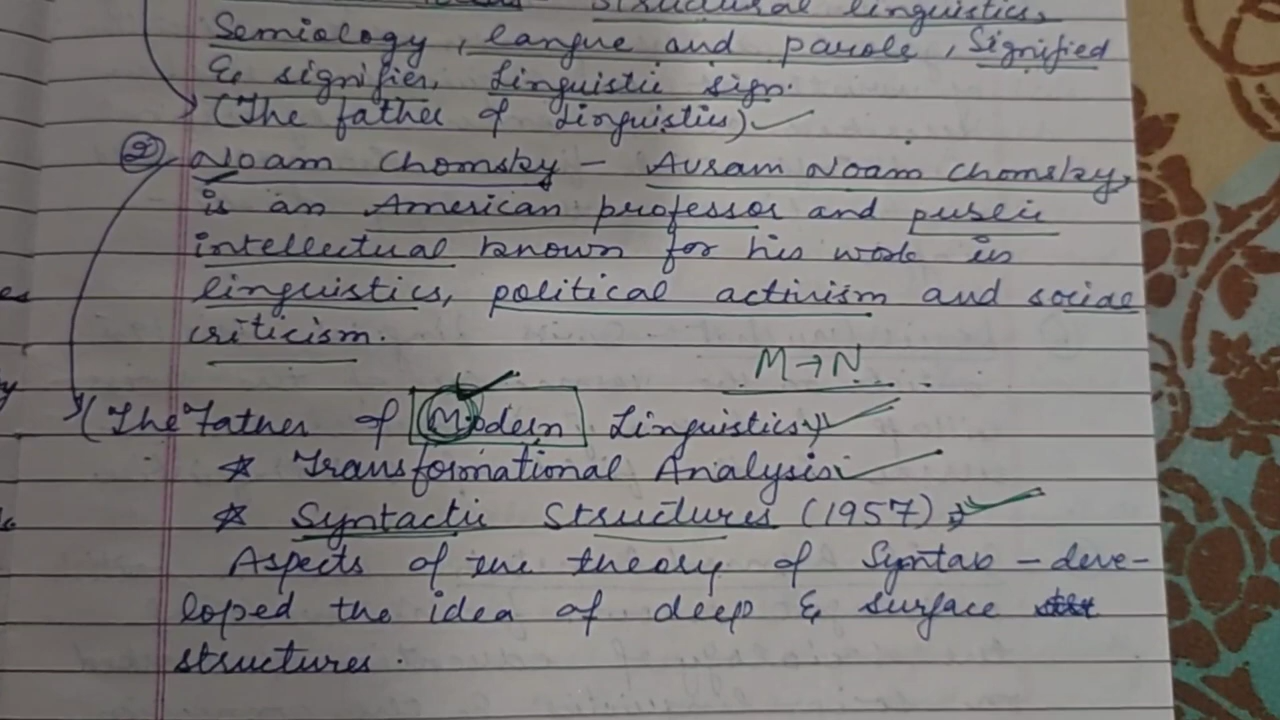 Structural linguistics,
Semiology, langue and parole, Signified
& signifier, Linguistic sign.
(The father of Linguistics)
② Noam Chomsky - Avram Noam Chomsky,
is an American professor and public
intellectual known for his work in
linguistics, political activism and social
criticism.
M→N
(The Father of Modern Linguistics)
☆ Transformational Analysis
☆ Syntactic Structures (1957),
Aspects of the theory of Syntax - deve-
loped the idea of deep & surface
structures.